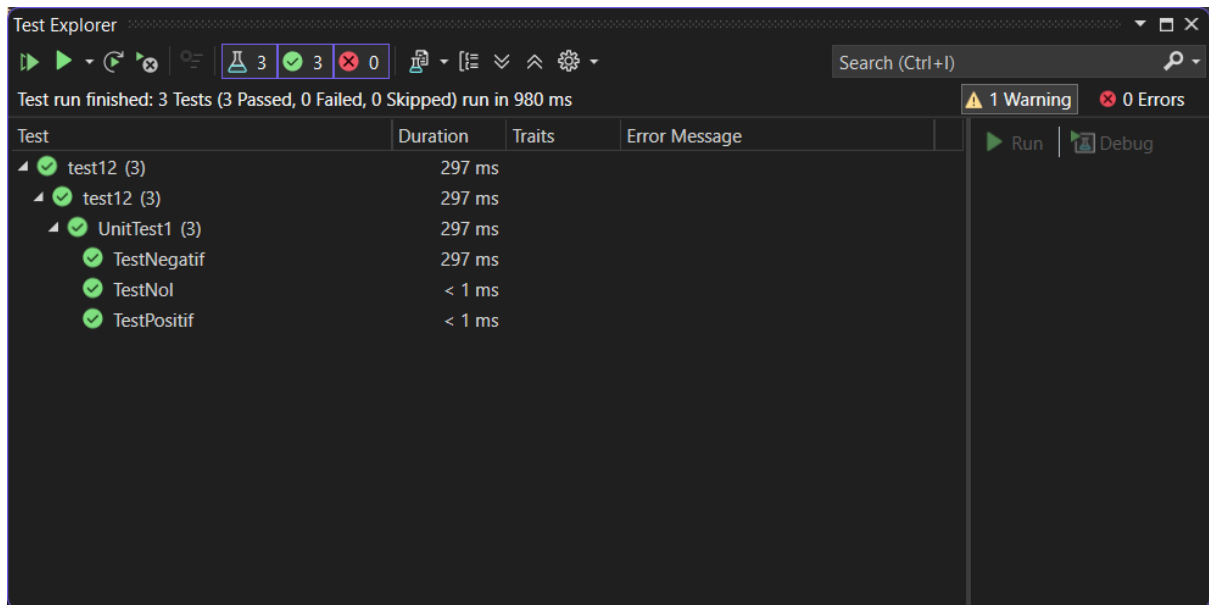 Test Explorer
3 3 0
Search (Ctrl+I)
Test run finished: 3 Tests (3 Passed, 0 Failed, 0 Skipped) run in 980 ms
1 Warning 0 Errors
Test Duration Traits Error Message
Run Debug
test12 (3) 297 ms
test12 (3) 297 ms
UnitTest1 (3) 297 ms
TestNegatif 297 ms
TestNol < 1 ms
TestPositif < 1 ms